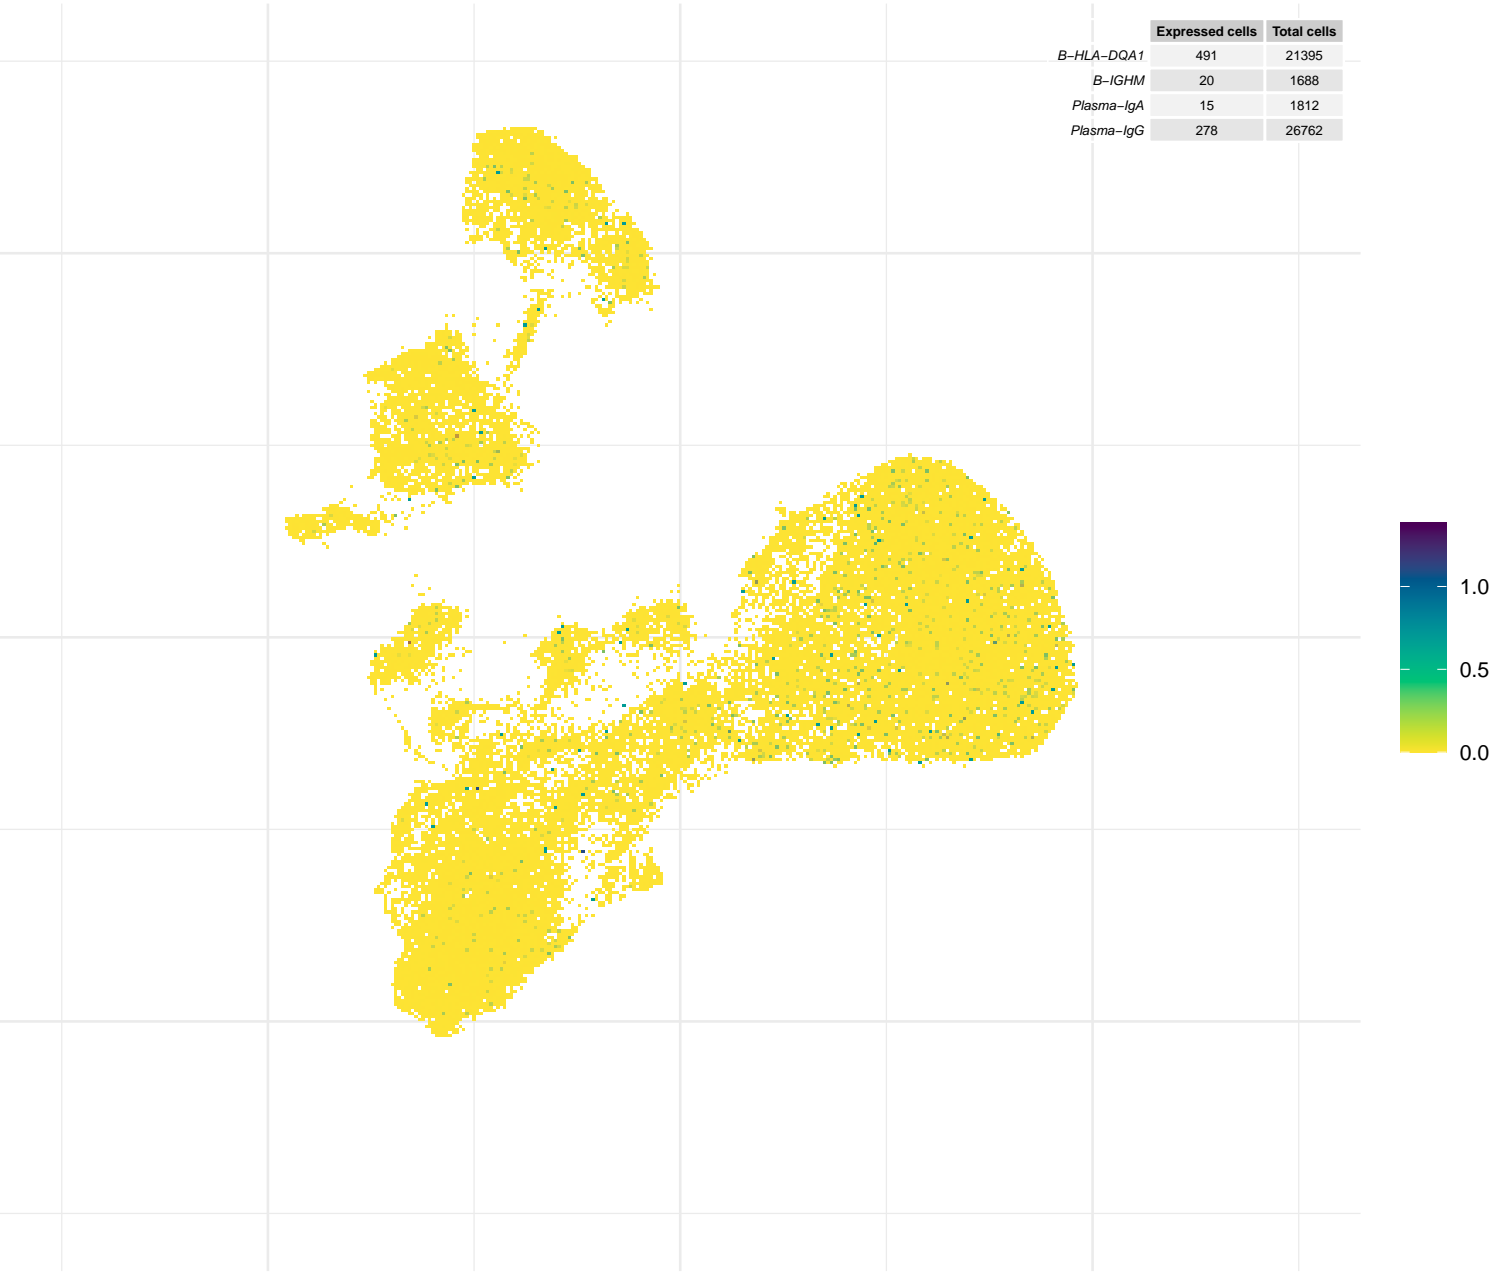 Expressed cells Total cells
B−HLA−DQA1 491 21395
B−IGHM 20 1688
Plasma−IgA 15 1812
Plasma−IgG 278 26762
1.0
0.5
0.0